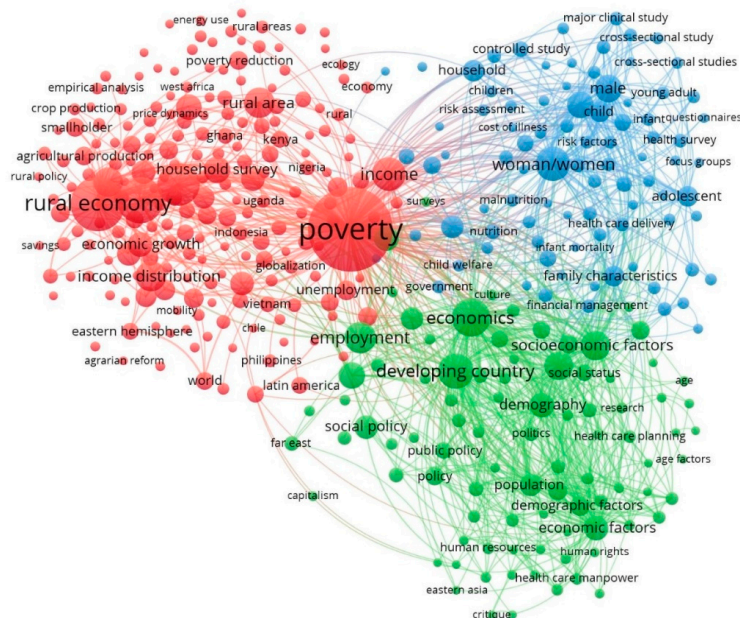 major clinical study
energy use
rural areas
controlled study
cross-sectional study
poverty reduction
ecology
household
cross-sectional studies
empirical analysis
west africa
economy
children
male
young adult
crop production
price dynamics
rural area
rural
risk assessment
child
infant
questionnaires
smallholder
ghana
kenya
cost of illness
risk factors
health survey
agricultural production
household survey
nigeria
income
woman/women
focus groups
rural policy
rural economy
uganda
surveys
malnutrition
adolescent
poverty
nutrition
health care delivery
savings
economic growth
indonesia
infant mortality
income distribution
globalization
child welfare
family characteristics
unemployment
government
culture
financial management
mobility
vietnam
economics
eastern hemisphere
chile
employment
socioeconomic factors
agrarian reform
philippines
developing country
social status
world
latin america
age
demography
research
social policy
politics
health care planning
far east
public policy
age factors
policy
population
capitalism
demographic factors
economic factors
human resources
human rights
health care manpower
eastern asia
critique